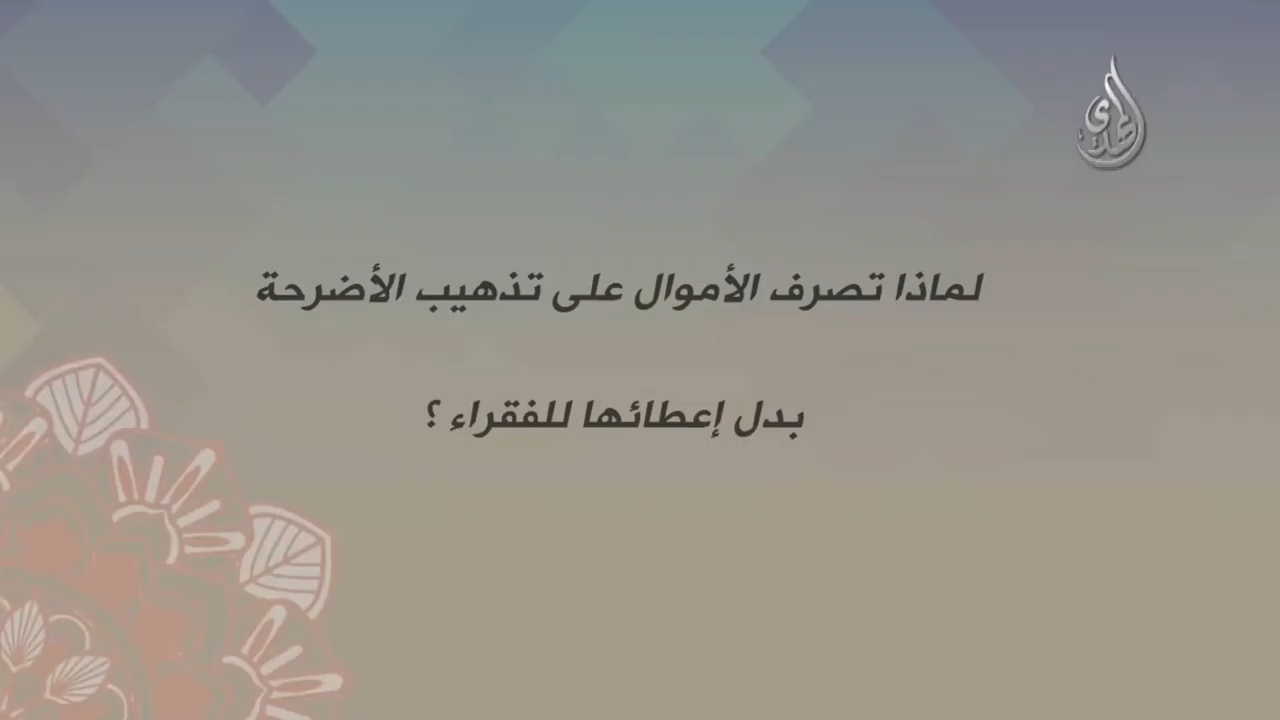 لماذا تصرف الأموال على تذهيب الأضرحة
بدل إعطائها للفقراء ؟